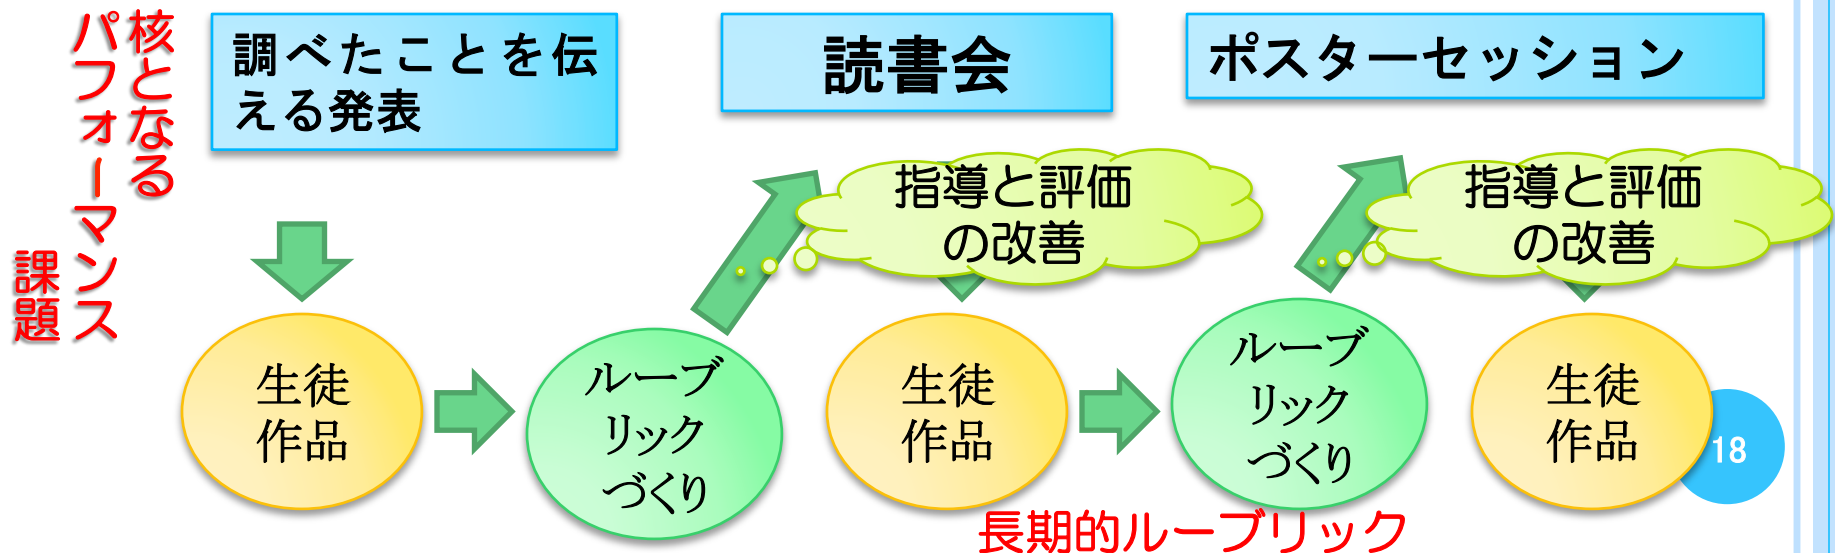 核となる
パフォーマンス
課題
調べたことを伝
える発表
読書会
ポスターセッション
指導と評価
の改善
指導と評価
の改善
生徒
作品
ルーブ
リック
づくり
生徒
作品
ルーブ
リック
づくり
生徒
作品
18
長期的ルーブリック